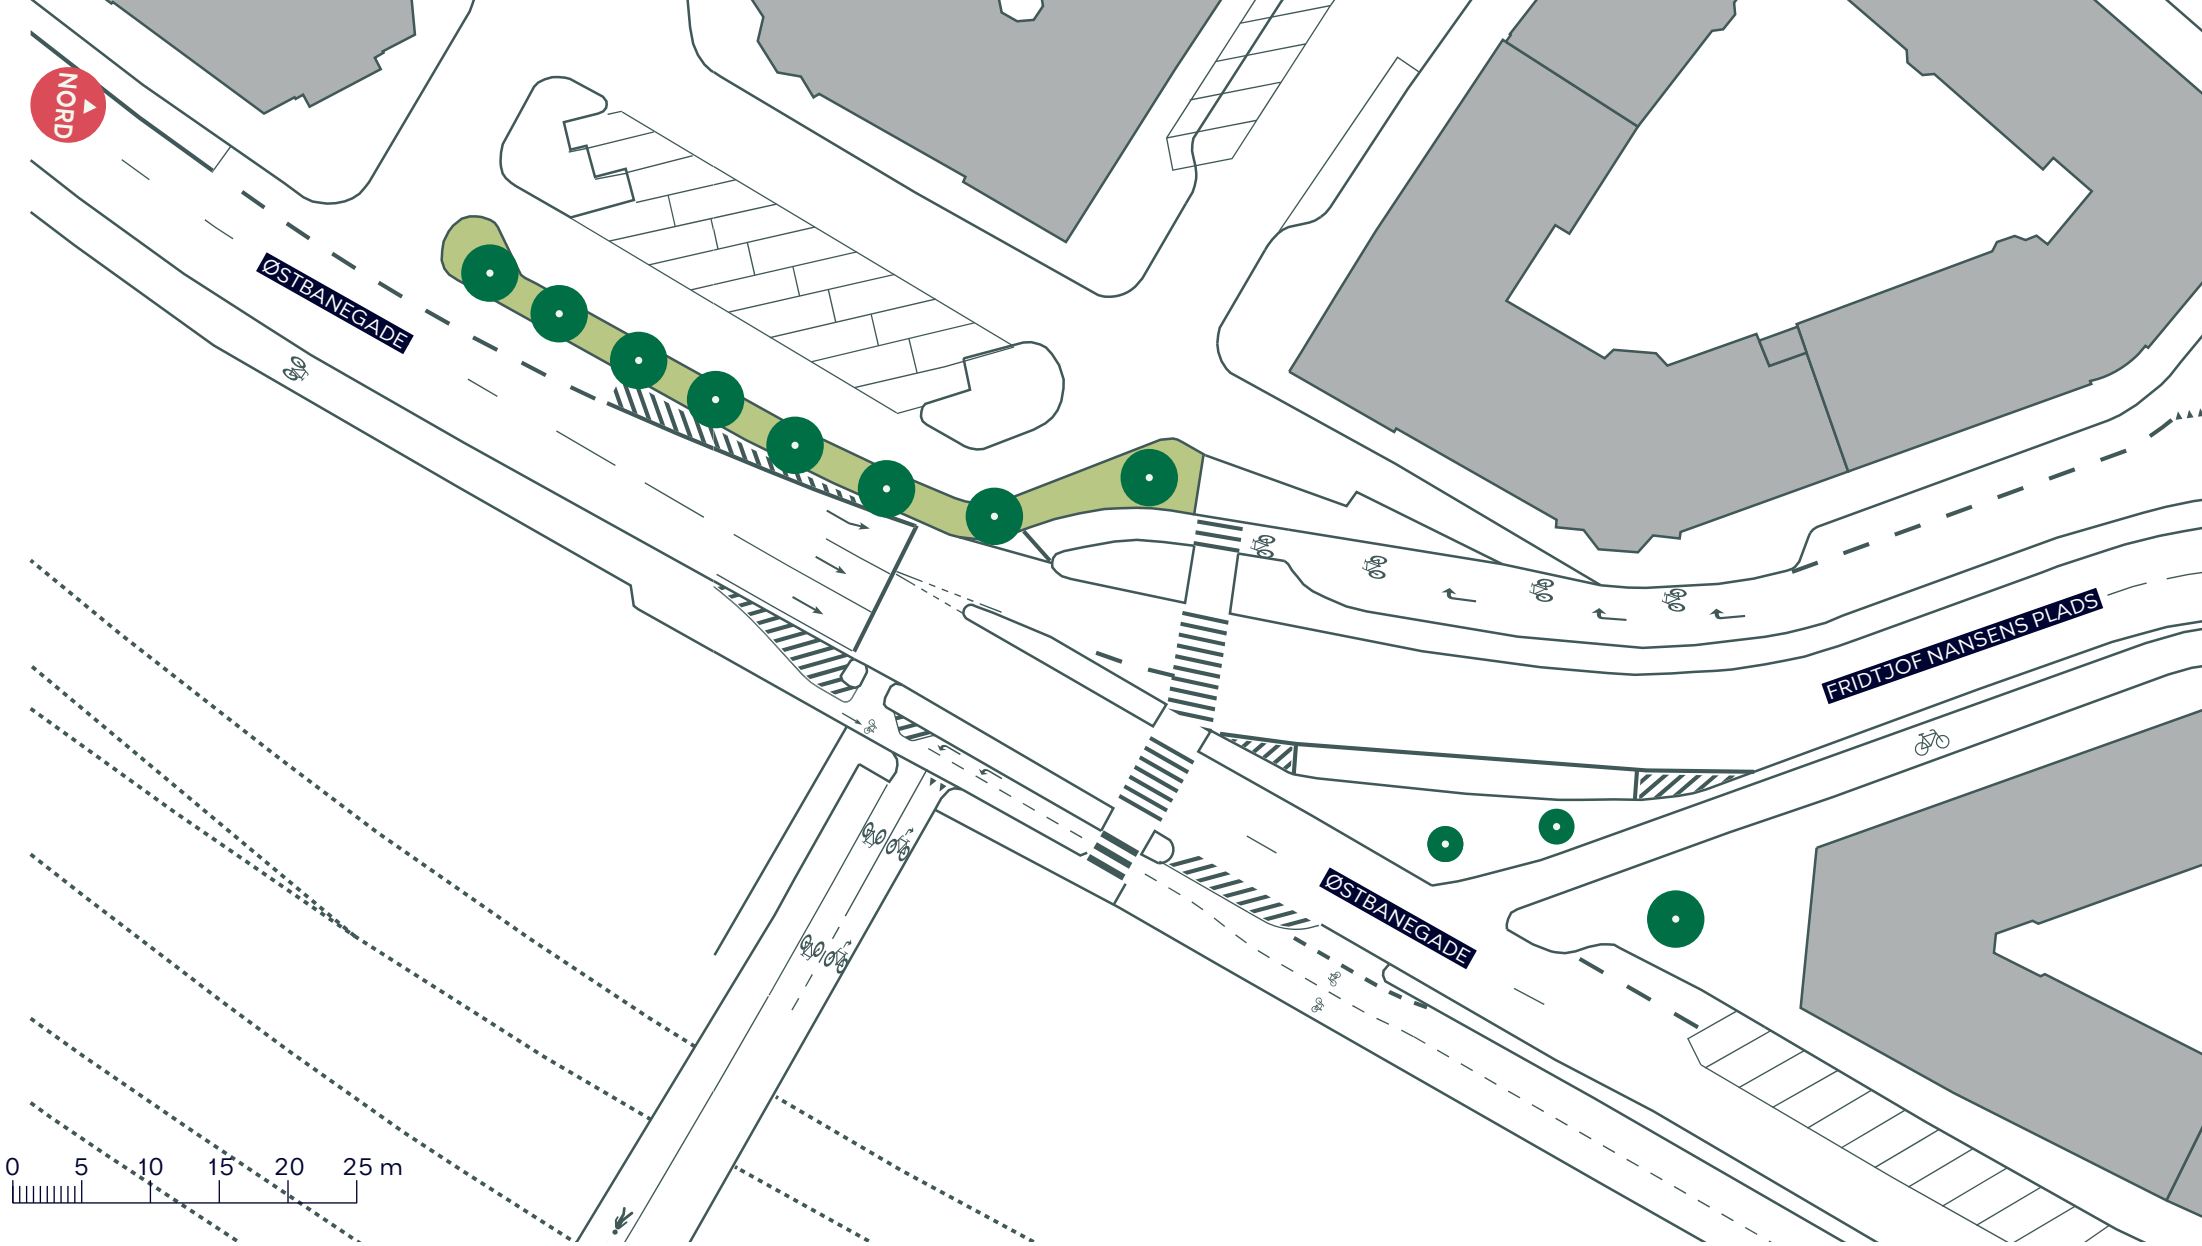 NORD
ØSTBANEGADE
FRIDTJOF NANSENS PLADS
ØSTBANEGADE
0 5 10 15 20 25 m